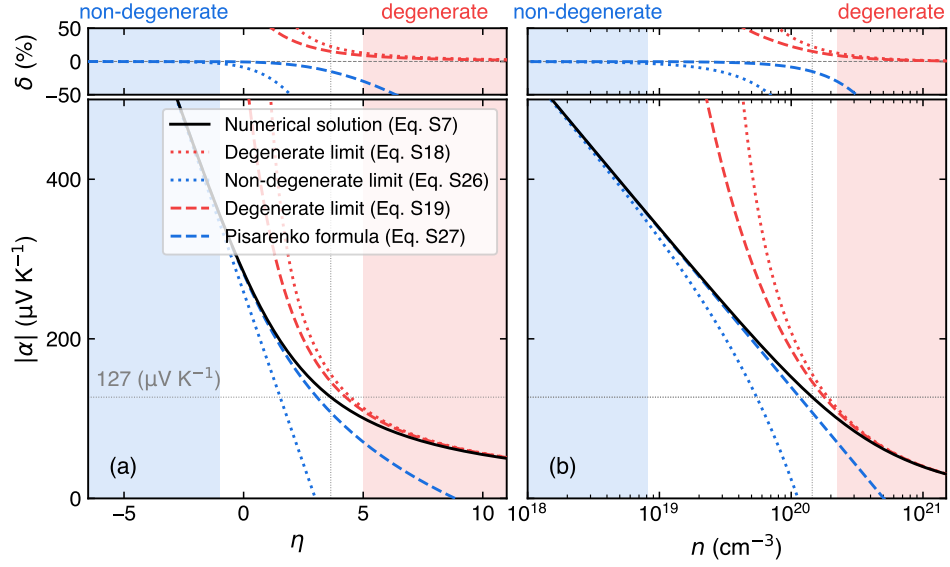 non-degenerate degenerate non-degenerate degenerate
δ (%)
50
0
−50
|α| (μV K⁻¹)
400
200
0
Numerical solution (Eq. S7)
Degenerate limit (Eq. S18)
Non-degenerate limit (Eq. S26)
Degenerate limit (Eq. S19)
Pisarenko formula (Eq. S27)
127 (μV K⁻¹)
(a) (b)
−5 0 5 10 10¹⁸ 10¹⁹ 10²⁰ 10²¹
η n (cm⁻³)